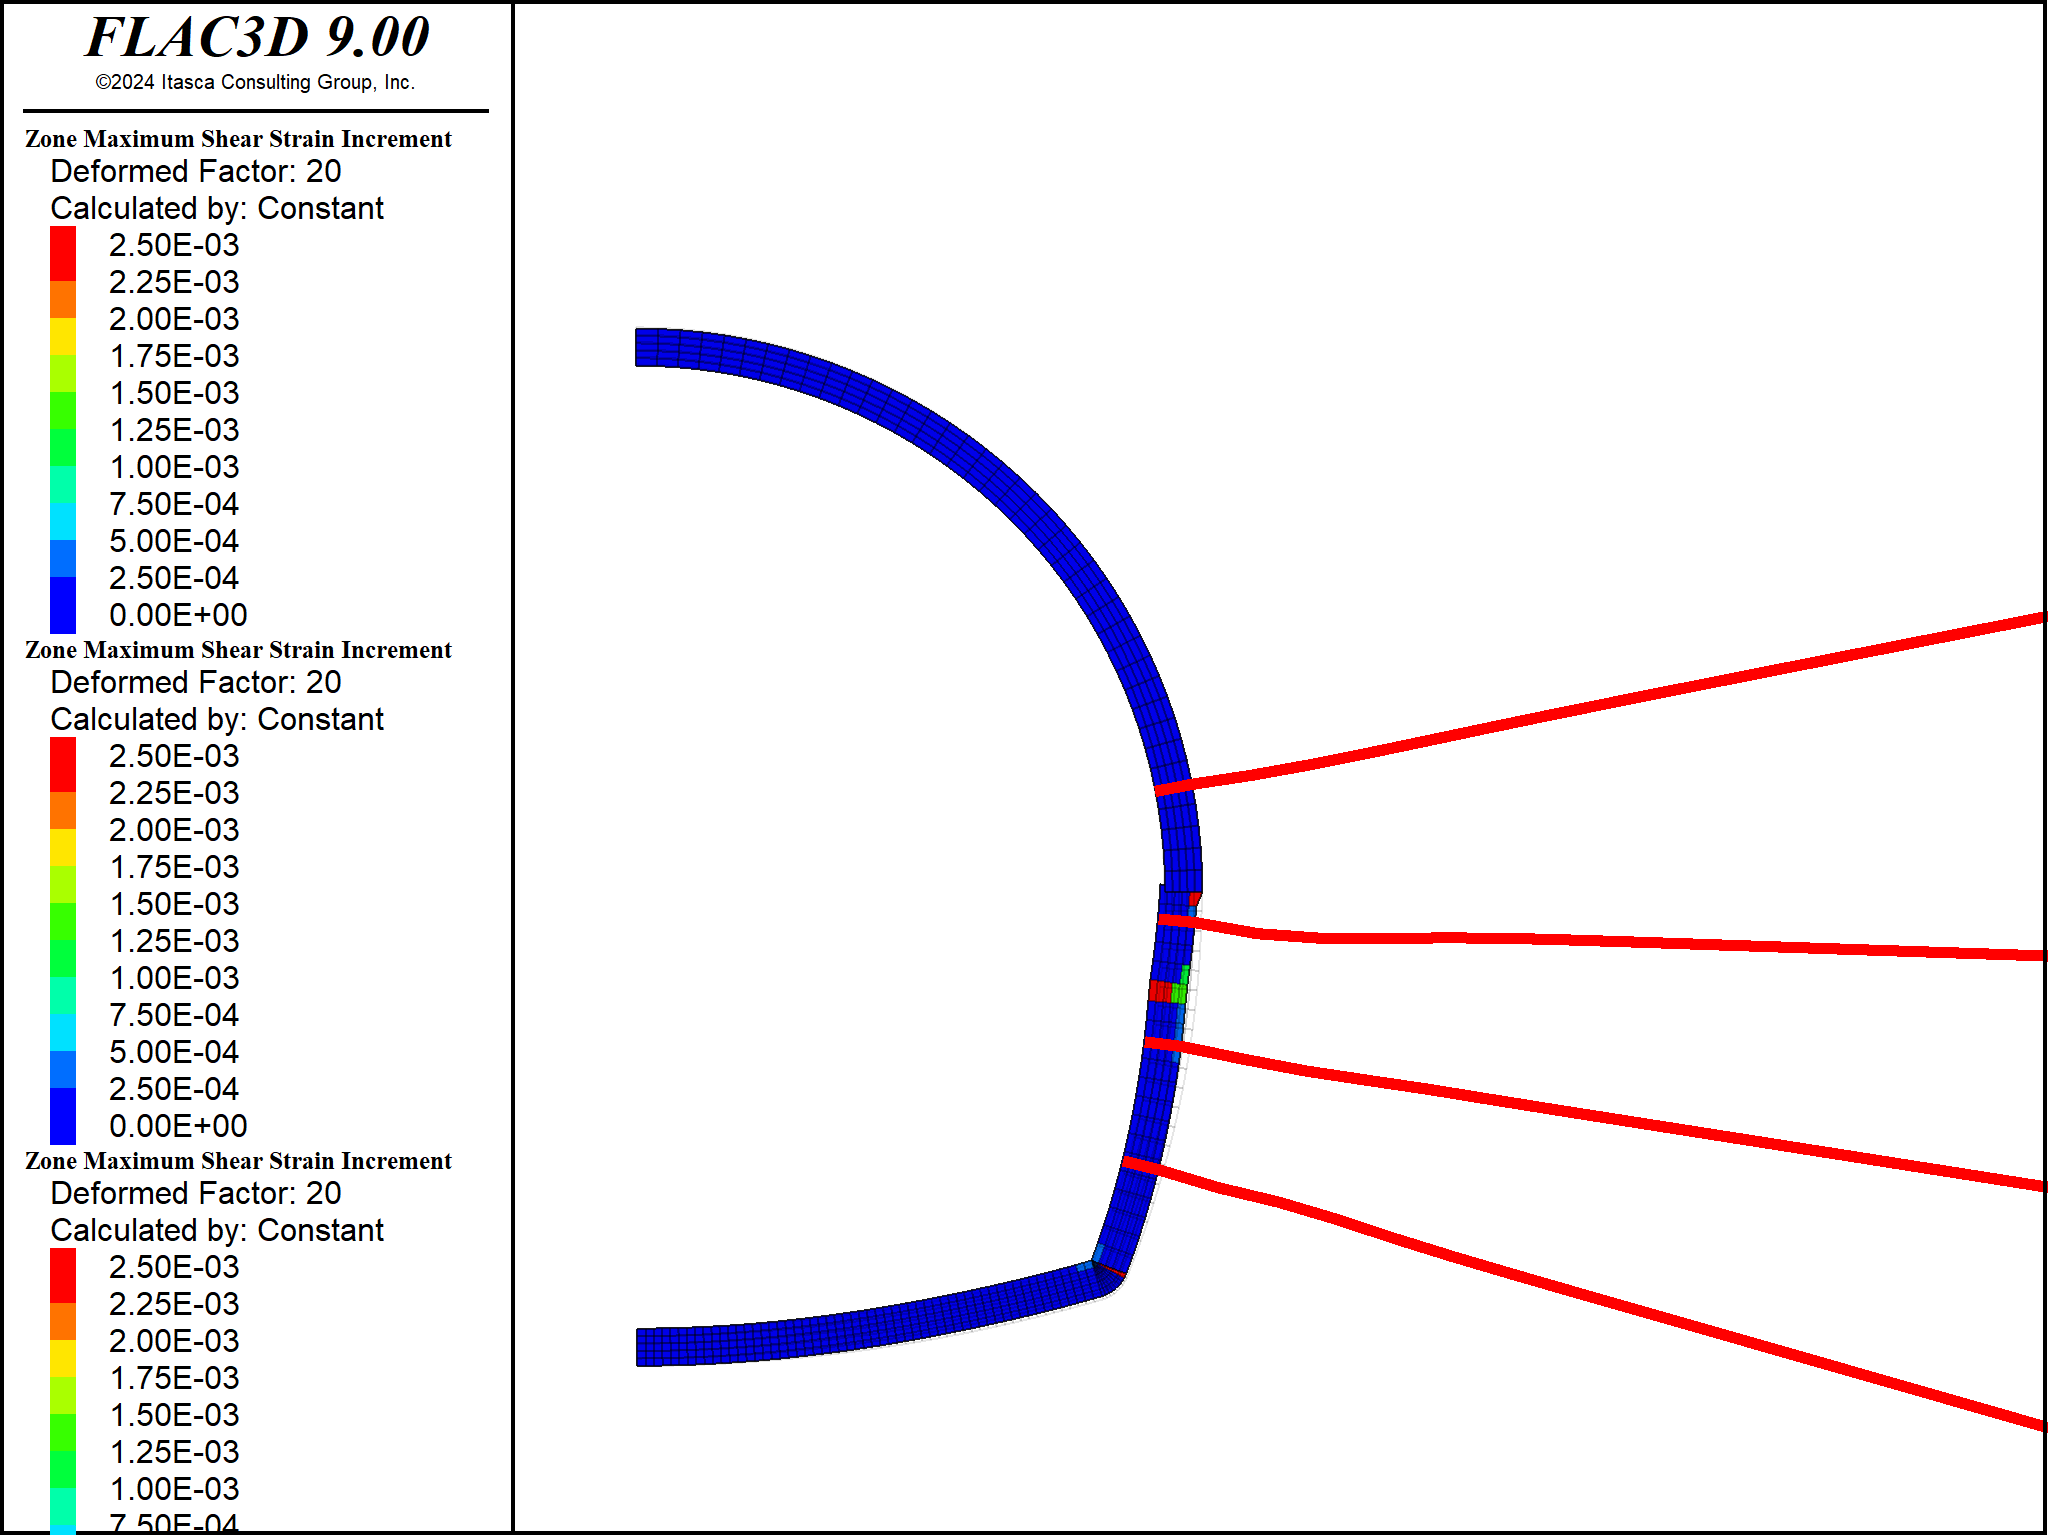 FLAC3D 9.00
©2024 Itasca Consulting Group, Inc.
Zone Maximum Shear Strain Increment
Deformed Factor: 20
Calculated by: Constant
2.50E-03
2.25E-03
2.00E-03
1.75E-03
1.50E-03
1.25E-03
1.00E-03
7.50E-04
5.00E-04
2.50E-04
0.00E+00
Zone Maximum Shear Strain Increment
Deformed Factor: 20
Calculated by: Constant
2.50E-03
2.25E-03
2.00E-03
1.75E-03
1.50E-03
1.25E-03
1.00E-03
7.50E-04
5.00E-04
2.50E-04
0.00E+00
Zone Maximum Shear Strain Increment
Deformed Factor: 20
Calculated by: Constant
2.50E-03
2.25E-03
2.00E-03
1.75E-03
1.50E-03
1.25E-03
1.00E-03
7.50E-04